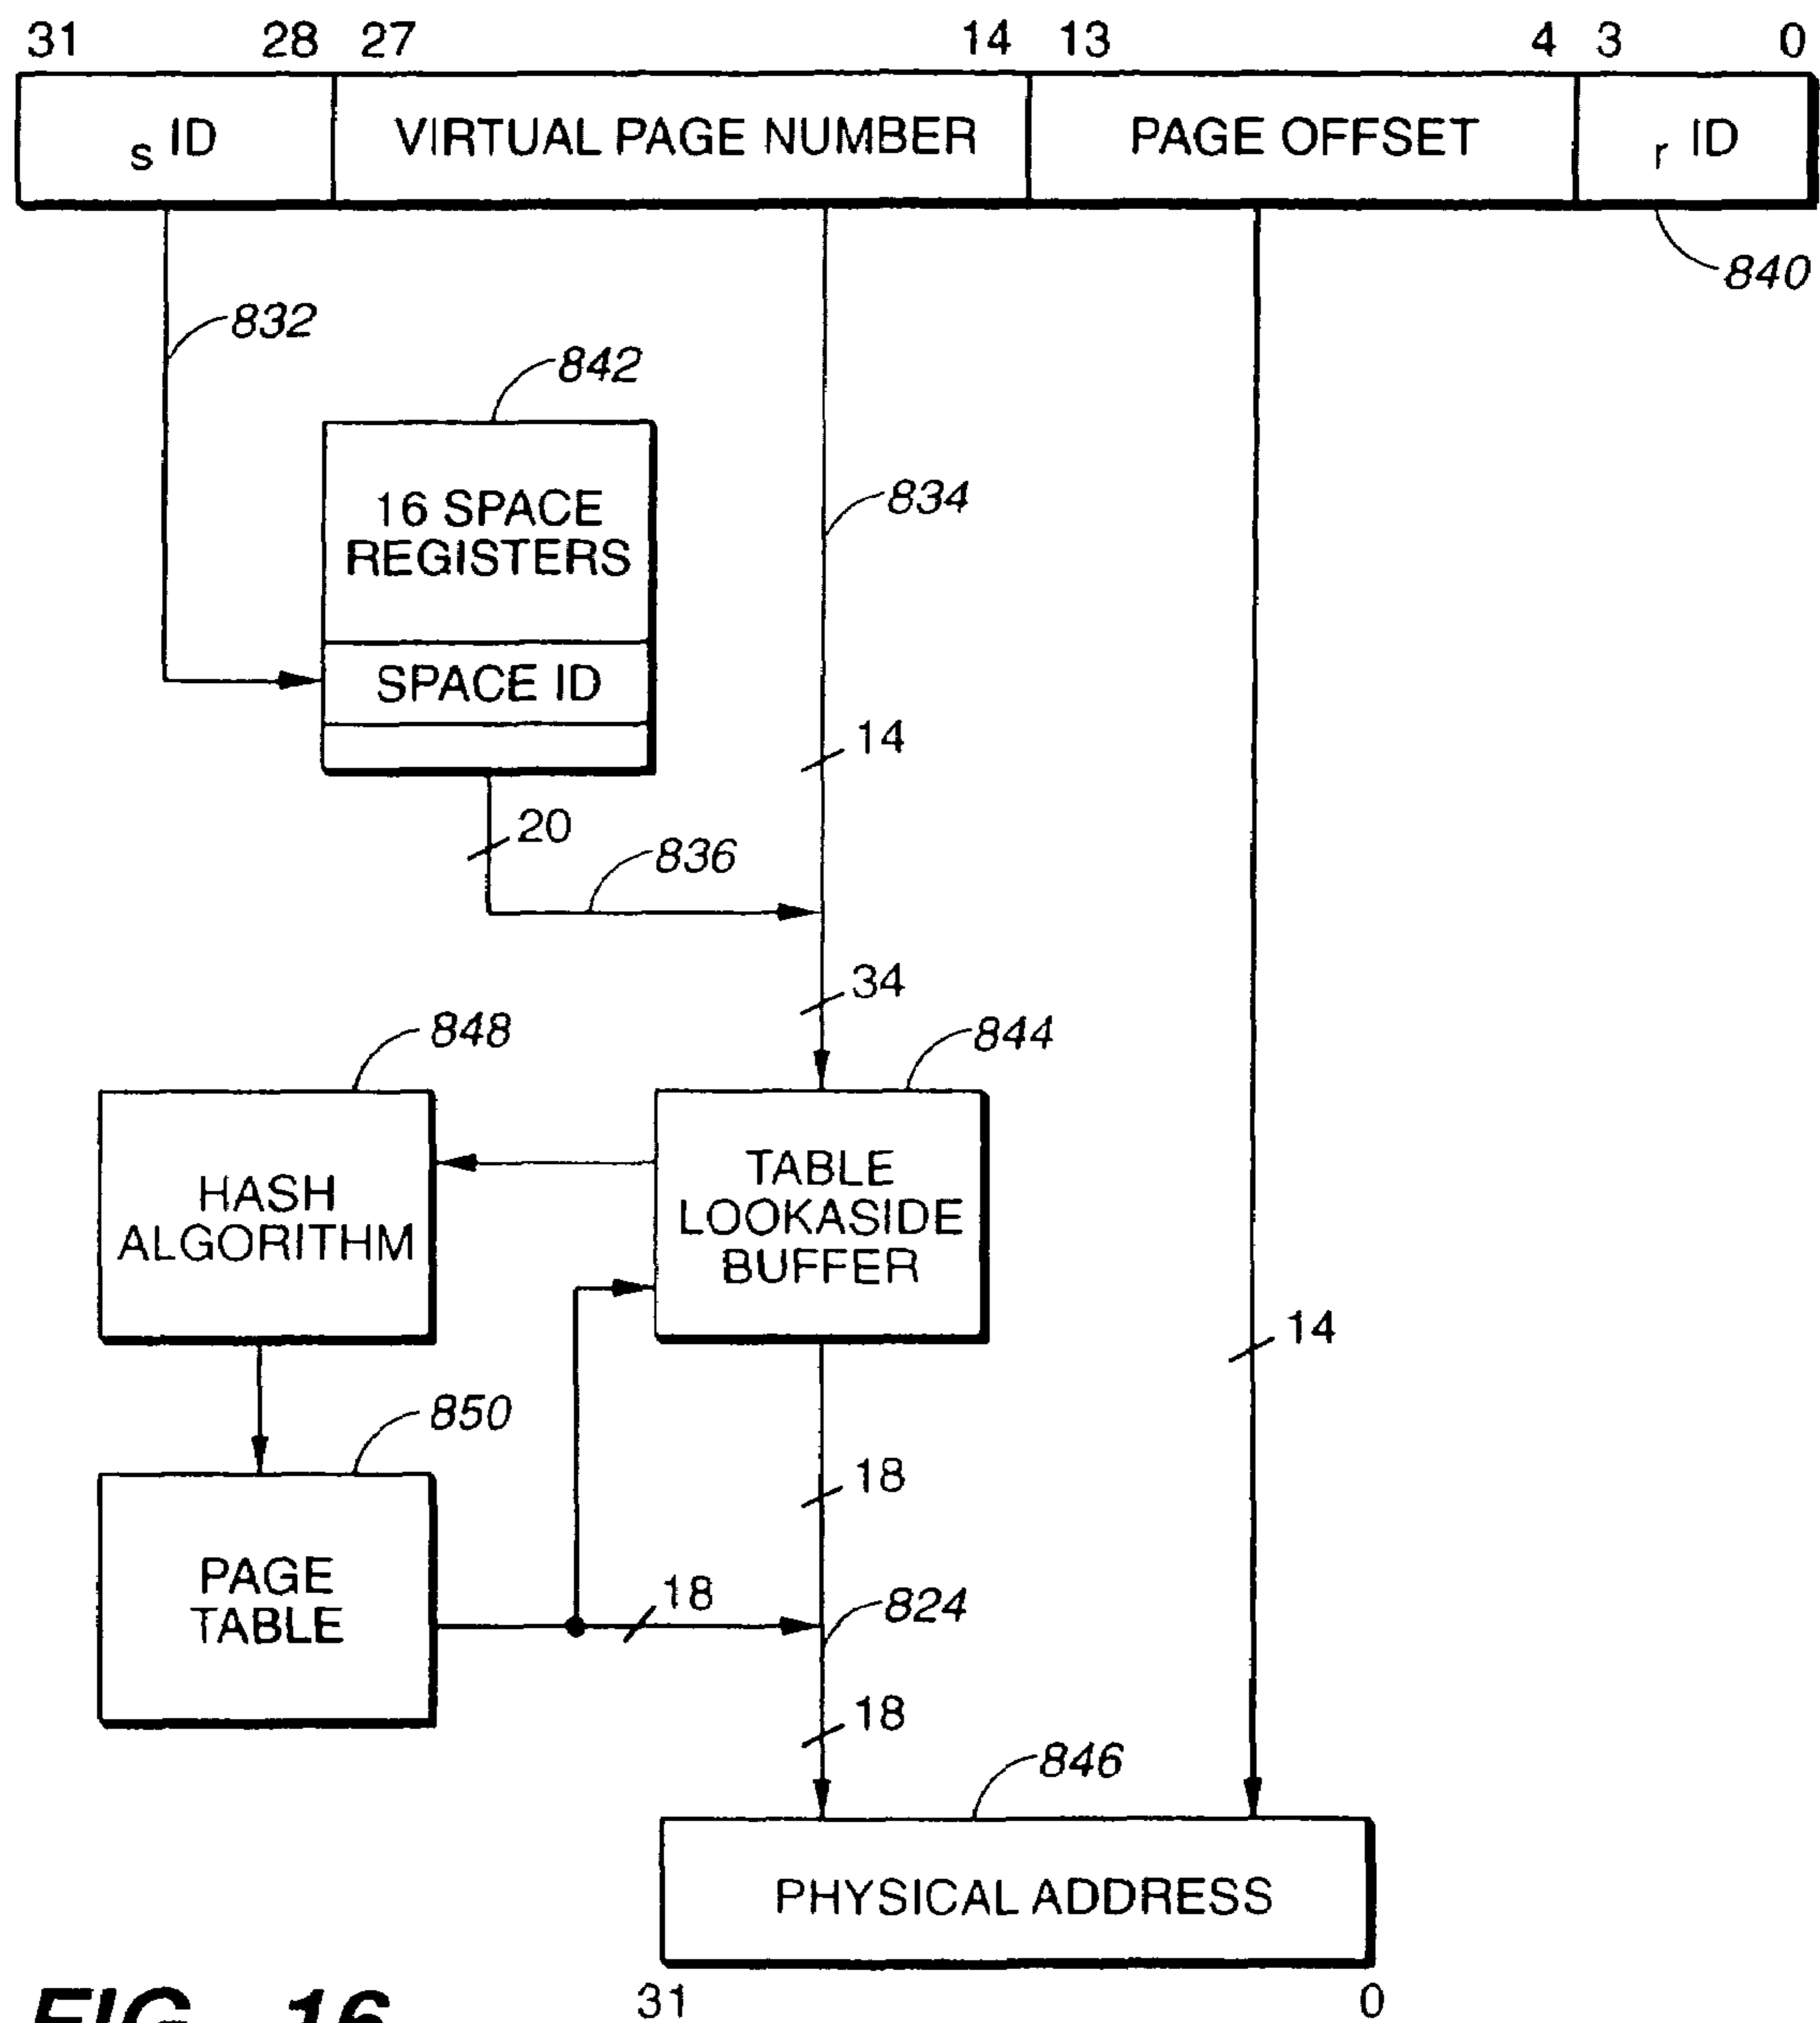 31 28 27 14 13 4 3 0
s ID VIRTUAL PAGE NUMBER PAGE OFFSET r ID
840
832
842
16 SPACE
REGISTERS
834
SPACE ID
14
20
836
34
848
844
HASH
ALGORITHM
TABLE
LOOKASIDE
BUFFER
14
850
18
PAGE
TABLE
18
824
18
846
PHYSICAL ADDRESS
31 0
FIG. 16